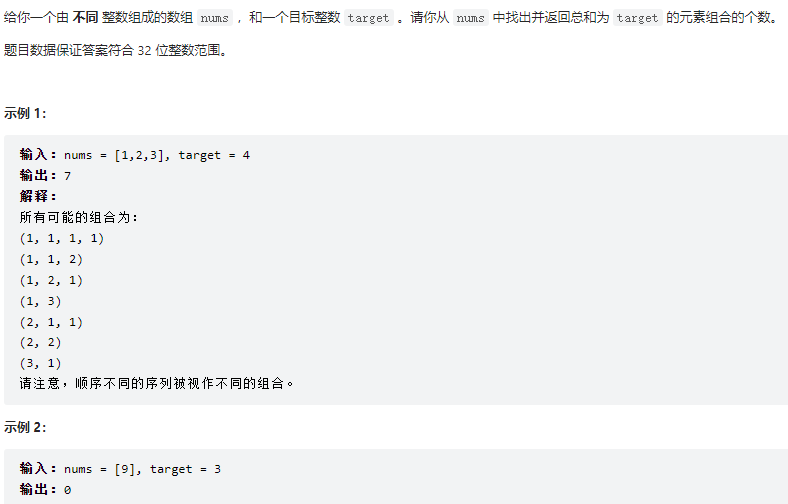 给你一个由 不同 整数组成的数组 nums ，和一个目标整数 target 。请你从 nums 中找出并返回总和为 target 的元素组合的个数。
题目数据保证答案符合 32 位整数范围。
示例 1：
输入：nums = [1,2,3], target = 4
输出：7
解释：
所有可能的组合为：
(1, 1, 1, 1)
(1, 1, 2)
(1, 2, 1)
(1, 3)
(2, 1, 1)
(2, 2)
(3, 1)
请注意，顺序不同的序列被视作不同的组合。
示例 2：
输入：nums = [9], target = 3
输出：0